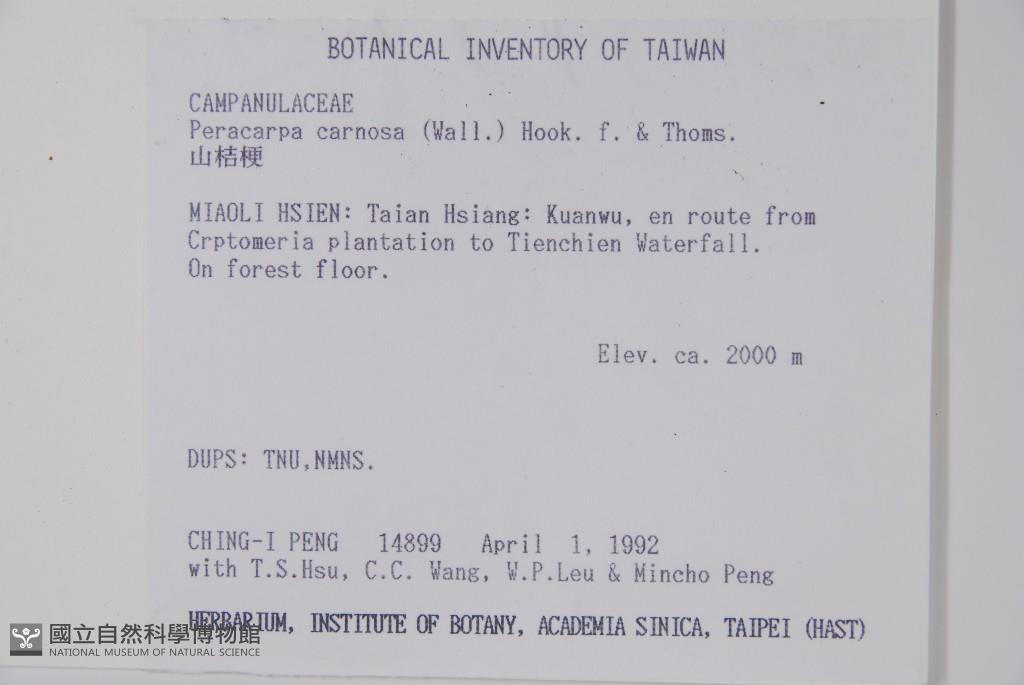 BOTANICAL INVENTORY OF TAIWAN
CAMPANULACEAE
Peracarpa carnosa (Wall.) Hook. f. & Thoms.
山桔梗
MIAOLI HSIEN: Taian Hsiang: Kuanwu, en route from
Crptomeria plantation to Tienchien Waterfall.
On forest floor.
Elev. ca. 2000 m
DUPS: TNU,NMNS.
CHING-I PENG 14899 April 1, 1992
with T.S.Hsu, C.C. Wang, W.P.Leu & Mincho Peng
HERBARIUM, INSTITUTE OF BOTANY, ACADEMIA SINICA, TAIPEI (HAST)
國立自然科學博物館
NATIONAL MUSEUM OF NATURAL SCIENCE